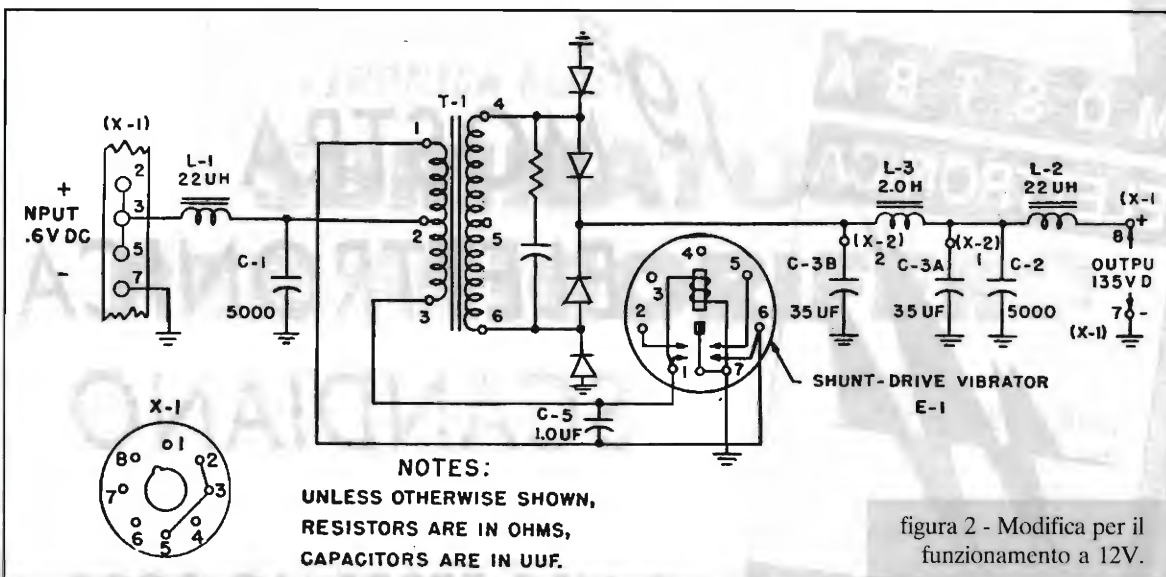 (X-1)
2
+
3
NPUT
.6V DC
5
-
7
L-1
22UH
C-1
5000
T-1
1
2
3
4
5
6
4
3
5
2
6
1
7
SHUNT-DRIVE VIBRATOR
E-1
C-5
1.0UF
C-3B
35UF
(X-2)
2
L-3
2.0H
C-3A
35UF
(X-2)
1
C-2
5000
L-2
22UH
(X-1
+
8
OUTPU
135V D
7
-
(X-1)
X-1
1
2
3
4
5
6
7
8
NOTES:
UNLESS OTHERWISE SHOWN,
RESISTORS ARE IN OHMS,
CAPACITORS ARE IN UUF.
figura 2 - Modifica per il
funzionamento a 12V.